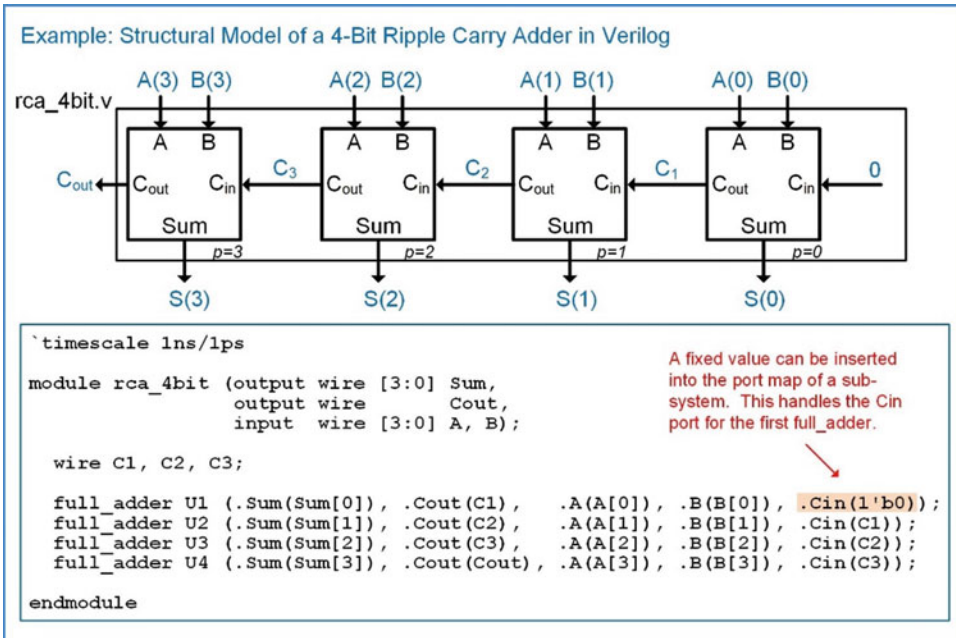 Example: Structural Model of a 4-Bit Ripple Carry Adder in Verilog
A(3) B(3) A(2) B(2) A(1) B(1) A(0) B(0)
rca_4bit.v
A B A B A B A B
Cout Cout Cin C3 Cout Cin C2 Cout Cin C1 Cout Cin 0
Sum Sum Sum Sum
p=3 p=2 p=1 p=0
S(3) S(2) S(1) S(0)
`timescale 1ns/1ps
A fixed value can be inserted
into the port map of a sub-
system. This handles the Cin
port for the first full_adder.
module rca_4bit (output wire [3:0] Sum,
output wire Cout,
input wire [3:0] A, B);
wire C1, C2, C3;
full_adder U1 (.Sum(Sum[0]), .Cout(C1), .A(A[0]), .B(B[0]), .Cin(1'b0));
full_adder U2 (.Sum(Sum[1]), .Cout(C2), .A(A[1]), .B(B[1]), .Cin(C1));
full_adder U3 (.Sum(Sum[2]), .Cout(C3), .A(A[2]), .B(B[2]), .Cin(C2));
full_adder U4 (.Sum(Sum[3]), .Cout(Cout), .A(A[3]), .B(B[3]), .Cin(C3));
endmodule